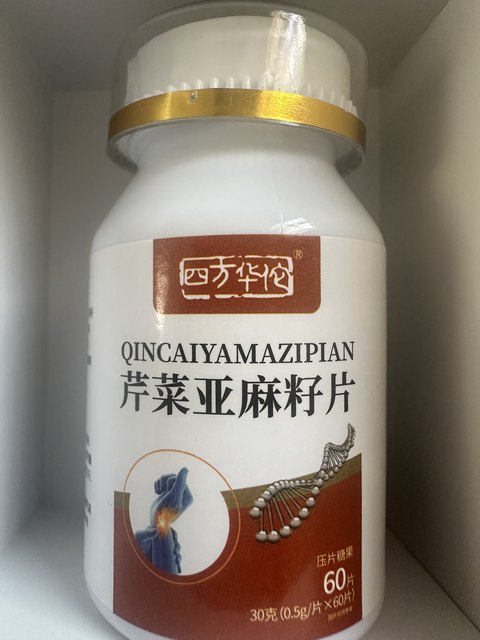 四方华佗®
QINCAIYAMAZIPIAN
芹菜亚麻籽片
压片糖果
60片
30克 (0.5g/片×60片)